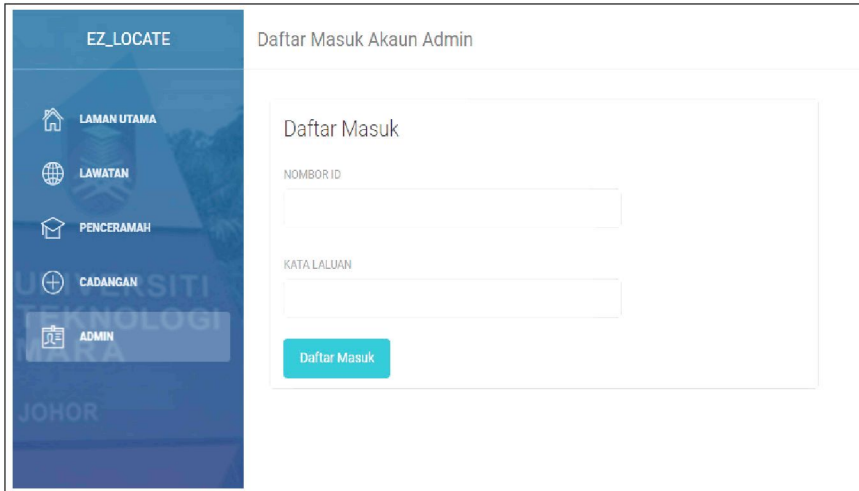 EZ_LOCATE
Daftar Masuk Akaun Admin
LAMAN UTAMA
LAWATAN
PENCERAMAH
CADANGAN
ADMIN
UNIVERSITI
TEKNOLOGI
MARA
JOHOR
Daftar Masuk
NOMBOR ID
KATA LALUAN
Daftar Masuk